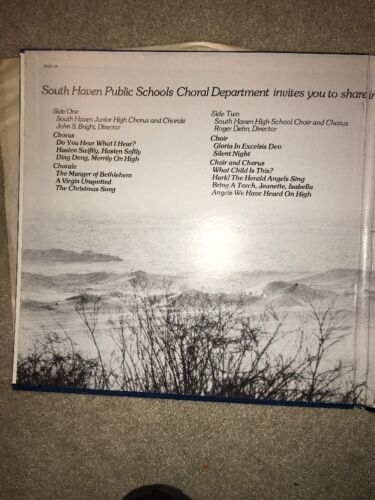 South Haven Public Schools Choral Department invites you to share in
Side One
South Haven Junior High Chorus and Chorale
John S. Bright, Director
Chorus
Do You Hear What I Hear?
Hasten Swiftly, Hasten Softly
Ding Dong, Merrily On High
Chorale
The Manger of Bethlehem
A Virgin Unspotted
The Christmas Song
Side Two
South Haven High School Choir and Chorus
Roger Dehn, Director
Choir
Gloria In Excelsis Deo
Silent Night
Choir and Chorus
What Child Is This?
Hark! The Herald Angels Sing
Bring A Torch, Jeanette, Isabella
Angels We Have Heard On High